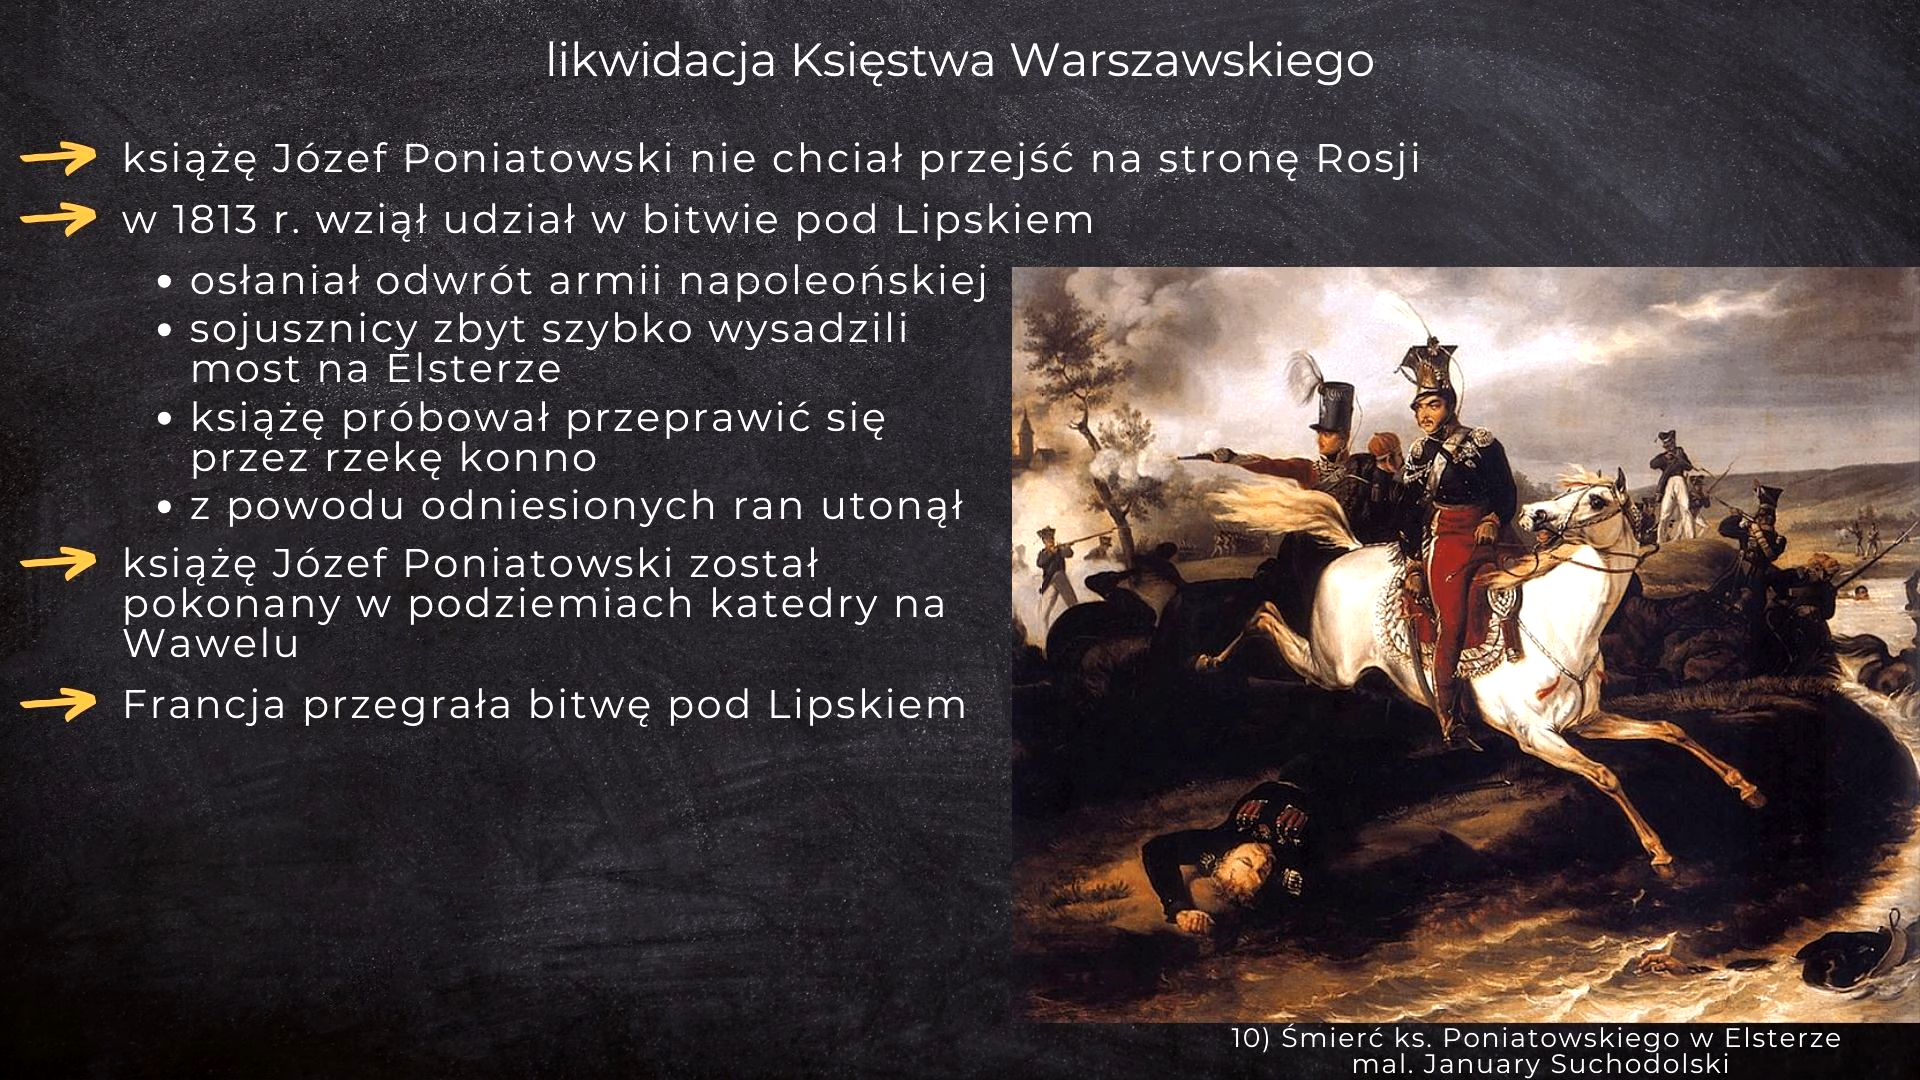 likwidacja Księstwa Warszawskiego
książę Józef Poniatowski nie chciał przejść na stronę Rosji
w 1813 r. wziął udział w bitwie pod Lipskiem
• osłaniał odwrót armii napoleońskiej
• sojusznicy zbyt szybko wysadzili
most na Elsterze
• książę próbował przeprawić się
przez rzekę konno
• z powodu odniesionych ran utonął
książę Józef Poniatowski został
pokonany w podziemiach katedry na
Wawelu
Francja przegrała bitwę pod Lipskiem
10) Śmierć ks. Poniatowskiego w Elsterze
mal. January Suchodolski